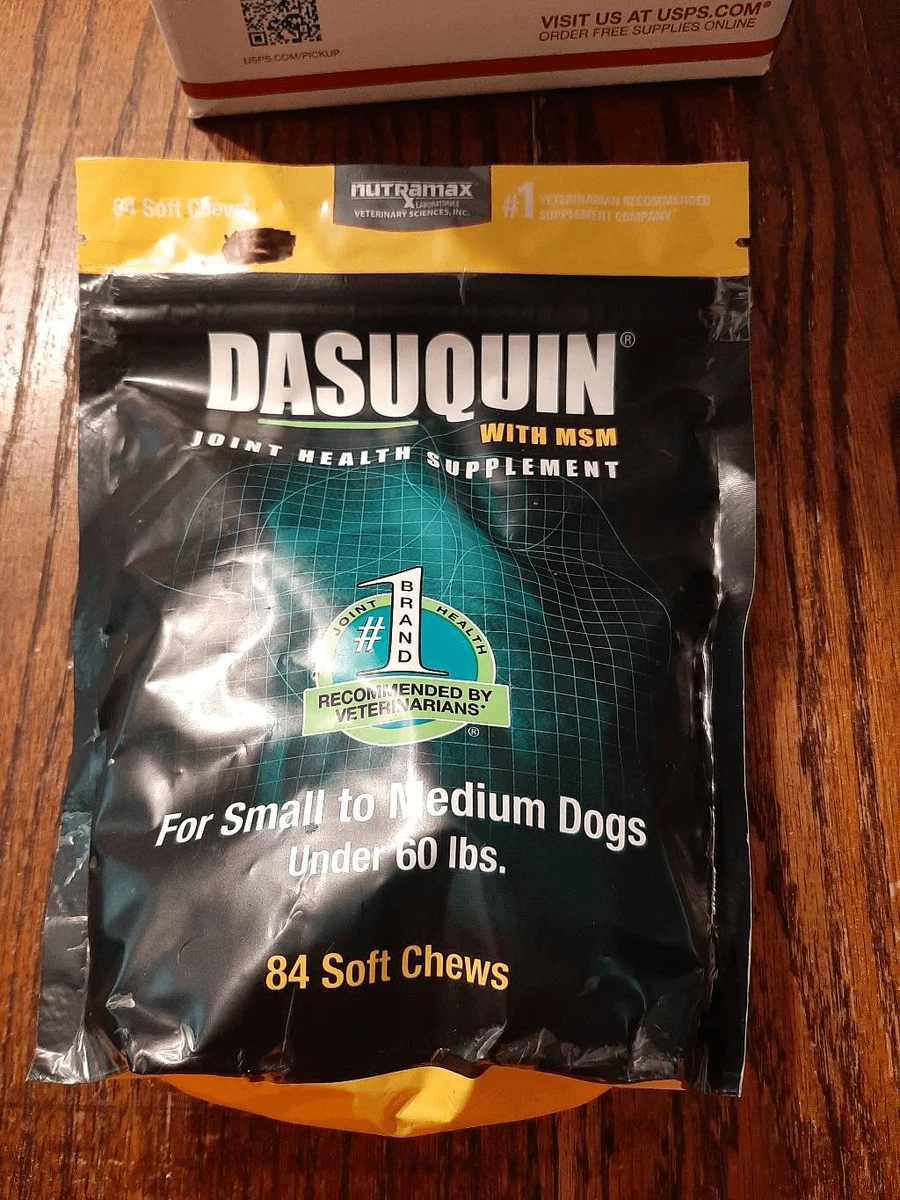 VISIT US AT USPS.COM®
ORDER FREE SUPPLIES ONLINE
USPS.COM/PICKUP
84 Soft Chews
nutramax
LABORATORIES
VETERINARY SCIENCES, INC.
#1 VETERINARIAN RECOMMENDED
SUPPLEMENT COMPANY*
DASUQUIN®
WITH MSM
JOINT HEALTH SUPPLEMENT
#1 BRAND
JOINT HEALTH
RECOMMENDED BY
VETERINARIANS*
®
For Small to Medium Dogs
Under 60 lbs.
84 Soft Chews